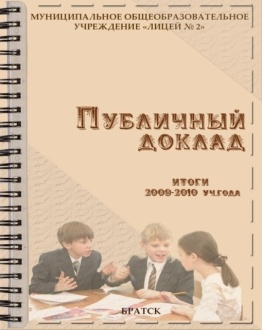 МУНИЦИПАЛЬНОЕ ОБЩЕОБРАЗОВАТЕЛЬНОЕ
УЧРЕЖДЕНИЕ «ЛИЦЕЙ № 2»
ПУБЛИЧНЫЙ
ДОКЛАД
ИТОГИ
2009-2010 УЧ.ГОДА
БРАТСК